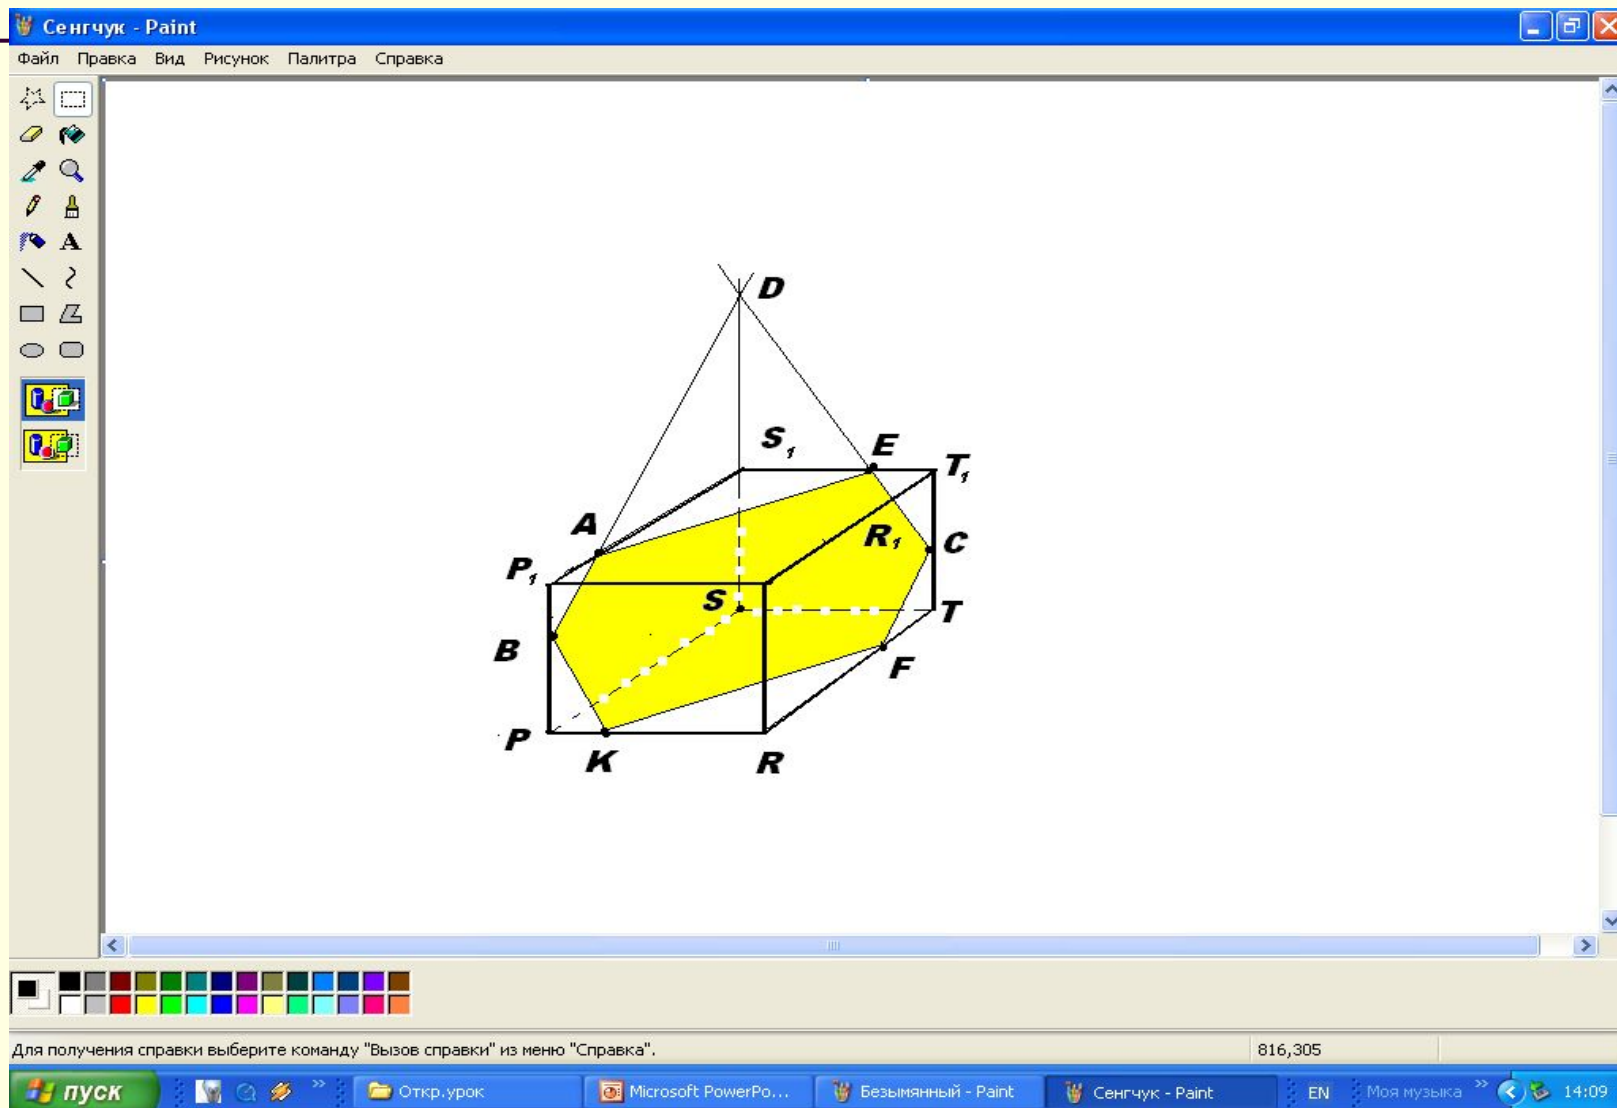 Сенгчук - Paint
Файл Правка Вид Рисунок Палитра Справка
A
D
S₁ E T₁
A
P₁ R₁ C
S T
B F
P K R
Для получения справки выберите команду "Вызов справки" из меню "Справка". 816,305
пуск Откр.урок Microsoft PowerPo... Безымянный - Paint Сенгчук - Paint EN Моя музыка 14:09